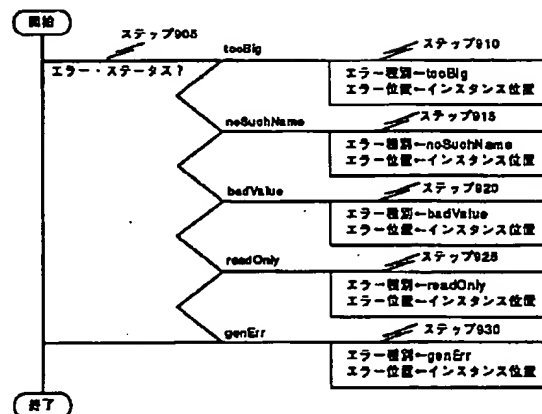 開始
ステップ905
エラー・ステータス?
tooBig
ステップ910
エラー種別←tooBig
エラー位置←インスタンス位置
noSuchName
ステップ915
エラー種別←noSuchName
エラー位置←インスタンス位置
badValue
ステップ920
エラー種別←badValue
エラー位置←インスタンス位置
readOnly
ステップ925
エラー種別←readOnly
エラー位置←インスタンス位置
genErr
ステップ930
エラー種別←genErr
エラー位置←インスタンス位置
終了